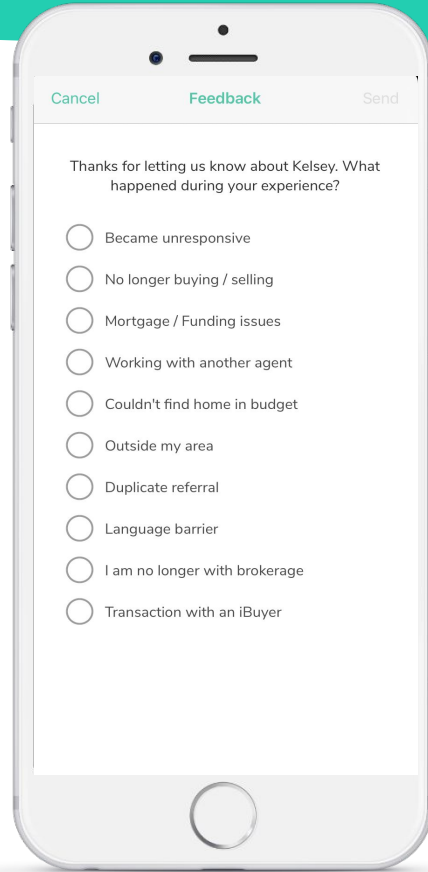 Cancel
Feedback
Send
Thanks for letting us know about Kelsey. What
happened during your experience?
Became unresponsive
No longer buying / selling
Mortgage / Funding issues
Working with another agent
Couldn't find home in budget
Outside my area
Duplicate referral
Language barrier
I am no longer with brokerage
Transaction with an iBuyer